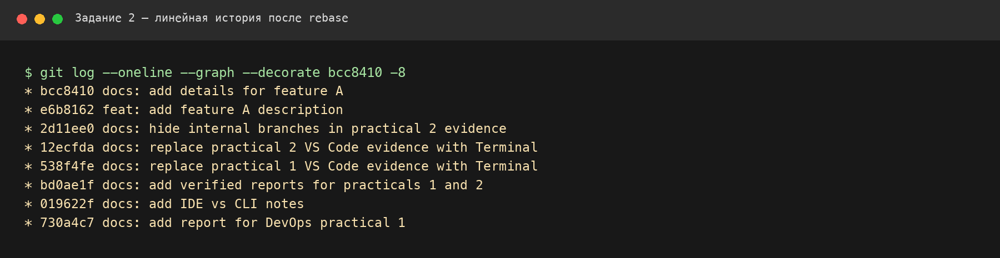 Задание 2 — линейная история после rebase
$ git log --oneline --graph --decorate bcc8410 -8
* bcc8410 docs: add details for feature A
* e6b8162 feat: add feature A description
* 2d11ee0 docs: hide internal branches in practical 2 evidence
* 12ecfda docs: replace practical 2 VS Code evidence with Terminal
* 538f4fe docs: replace practical 1 VS Code evidence with Terminal
* bd0ae1f docs: add verified reports for practicals 1 and 2
* 019622f docs: add IDE vs CLI notes
* 730a4c7 docs: add report for DevOps practical 1